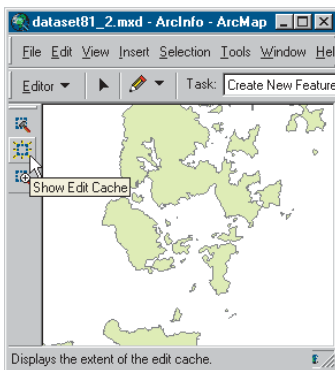 dataset81_2.mxd - ArcInfo - ArcMap
File Edit View Insert Selection Tools Window Hel
Editor Task: Create New Feature
Show Edit Cache
Displays the extent of the edit cache.